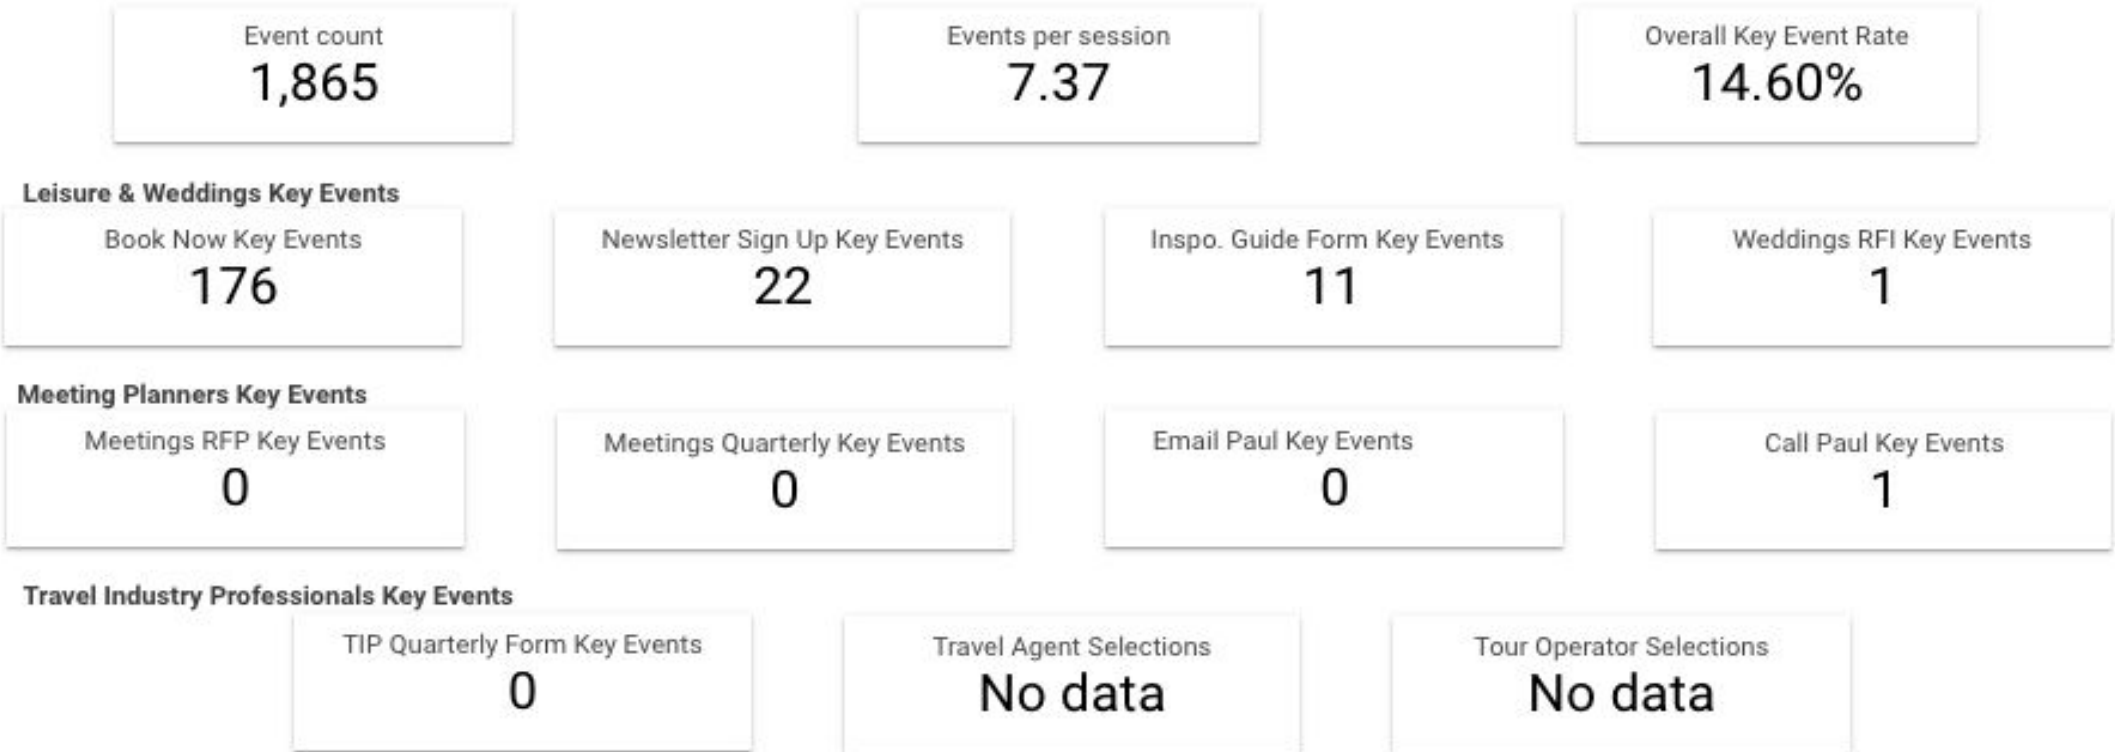 Event count
1,865
Events per session
7.37
Overall Key Event Rate
14.60%
Leisure & Weddings Key Events
Book Now Key Events
176
Newsletter Sign Up Key Events
22
Inspo. Guide Form Key Events
11
Weddings RFI Key Events
1
Meeting Planners Key Events
Meetings RFP Key Events
0
Meetings Quarterly Key Events
0
Email Paul Key Events
0
Call Paul Key Events
1
Travel Industry Professionals Key Events
TIP Quarterly Form Key Events
0
Travel Agent Selections
No data
Tour Operator Selections
No data